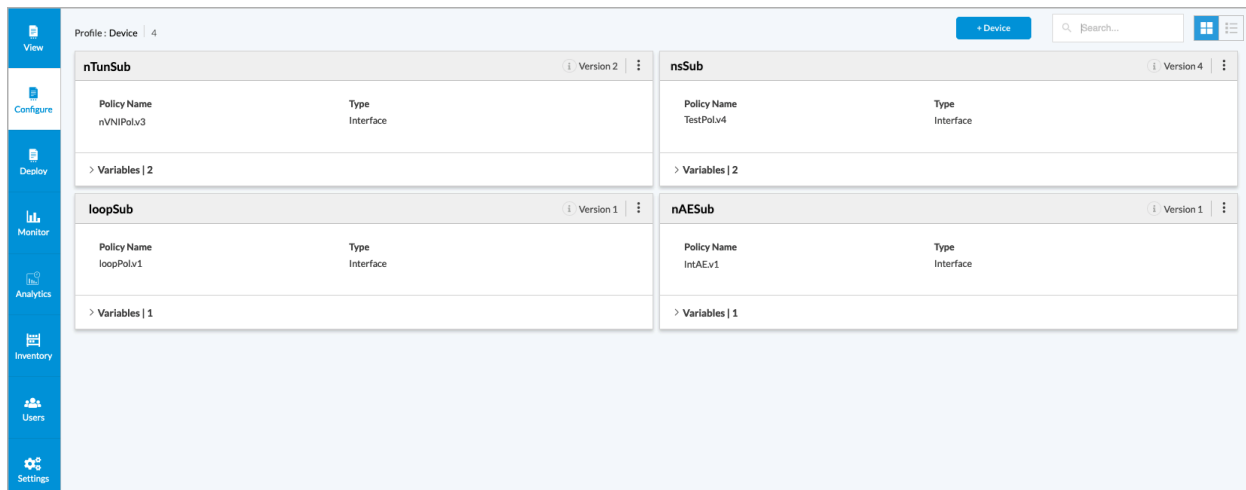 View
Configure
Deploy
Monitor
Analytics
Inventory
Users
Settings
Profile : Device 4
+ Device
Search...
nTunSub
i Version 2
Policy Name Type
nVNIPol.v3 Interface
> Variables | 2
nsSub
i Version 4
Policy Name Type
TestPol.v4 Interface
> Variables | 2
loopSub
i Version 1
Policy Name Type
loopPol.v1 Interface
> Variables | 1
nAESub
i Version 1
Policy Name Type
IntAE.v1 Interface
> Variables | 1